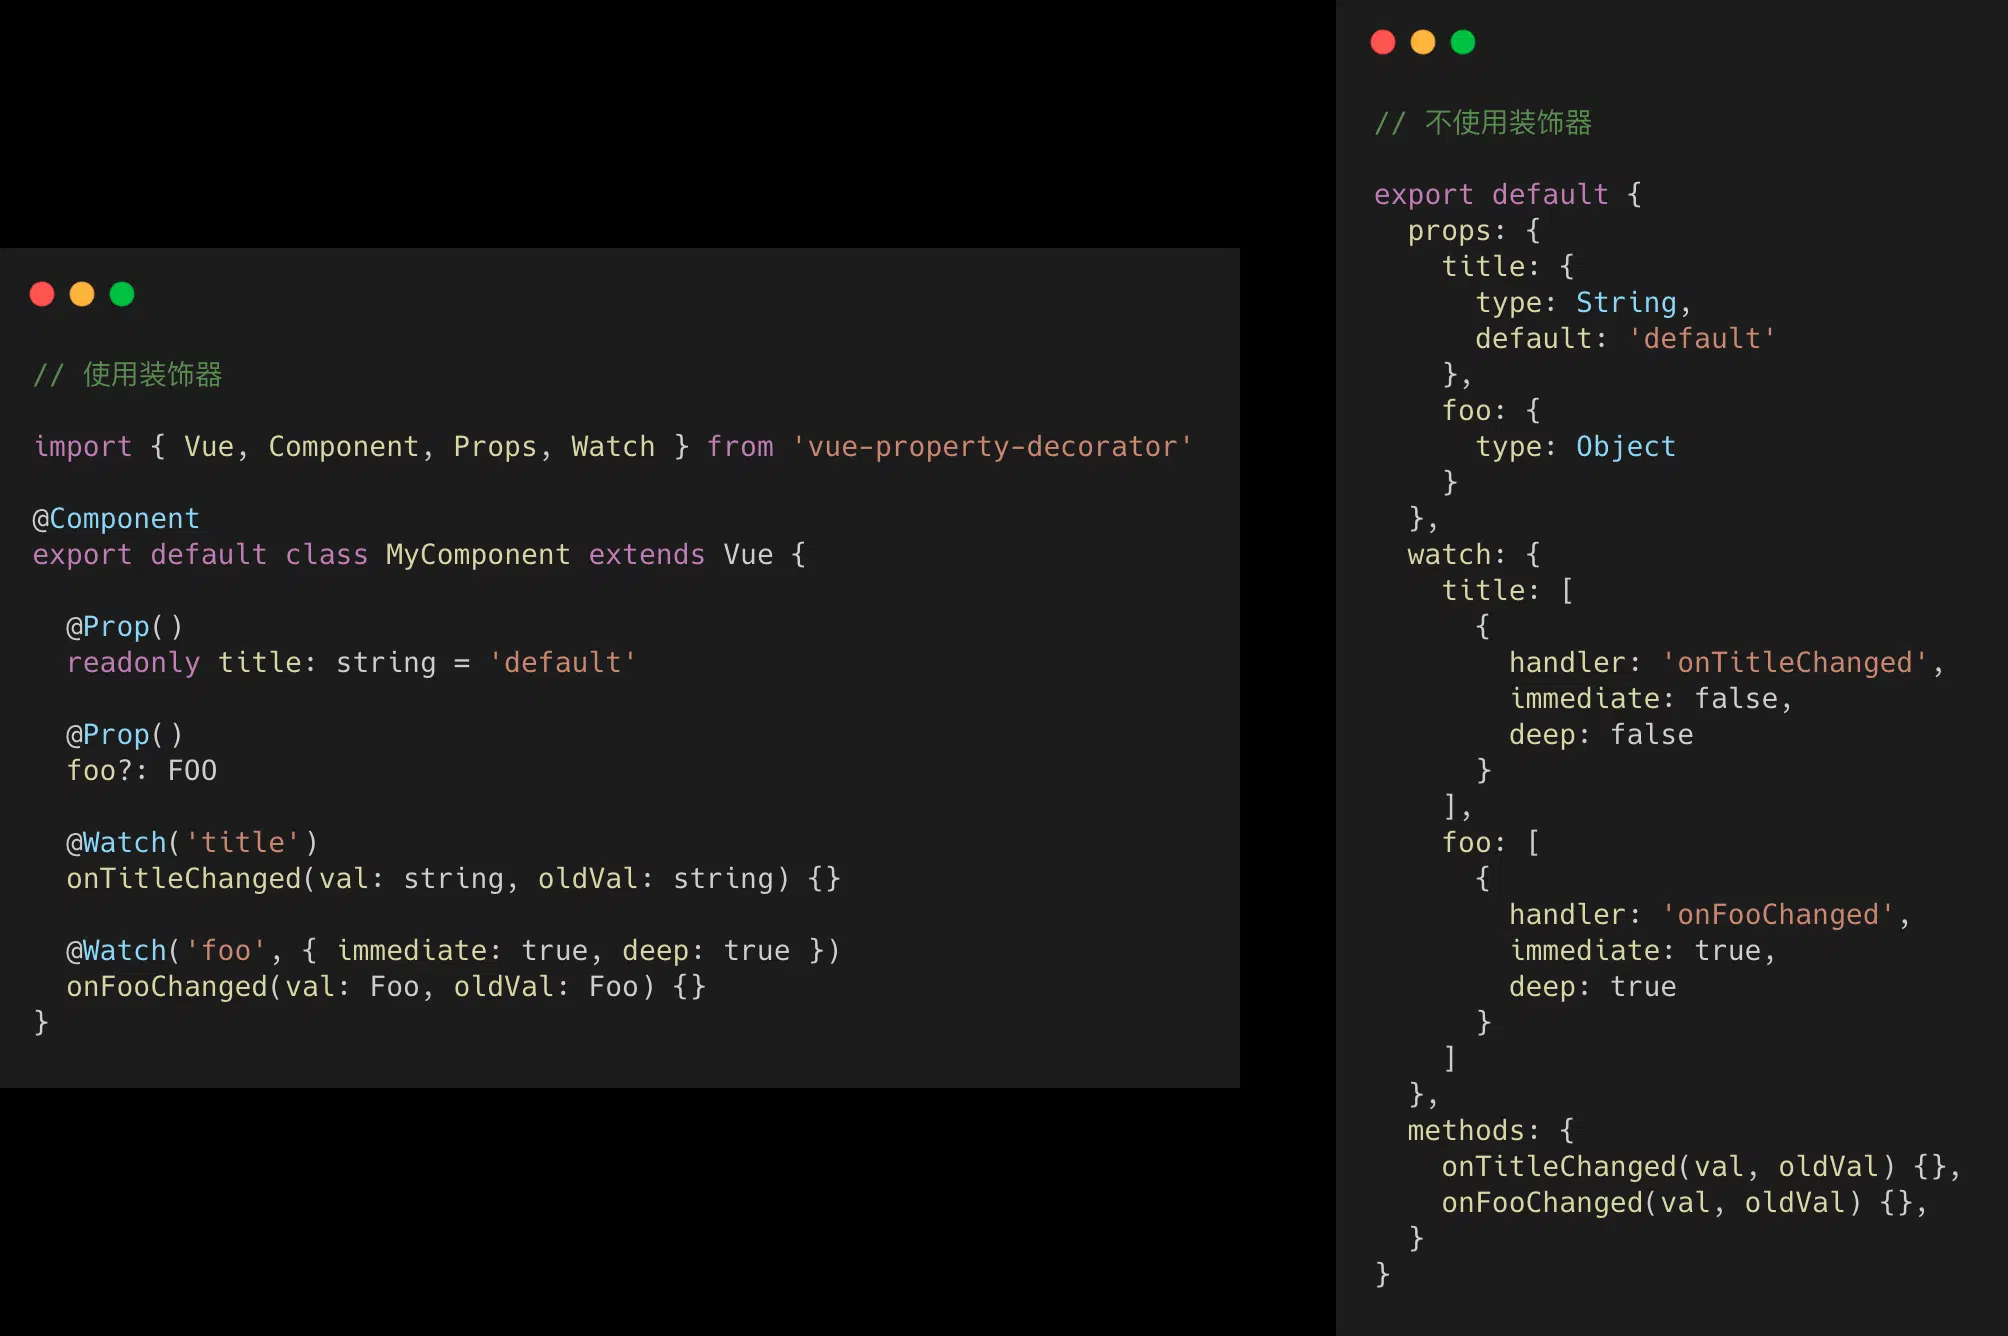 // 使用装饰器
import { Vue, Component, Props, Watch } from 'vue-property-decorator'
@Component
export default class MyComponent extends Vue {
@Prop()
readonly title: string = 'default'
@Prop()
foo?: FOO
@Watch('title')
onTitleChanged(val: string, oldVal: string) {}
@Watch('foo', { immediate: true, deep: true })
onFooChanged(val: Foo, oldVal: Foo) {}
}
// 不使用装饰器
export default {
props: {
title: {
type: String,
default: 'default'
},
foo: {
type: Object
}
},
watch: {
title: [
{
handler: 'onTitleChanged',
immediate: false,
deep: false
}
],
foo: [
{
handler: 'onFooChanged',
immediate: true,
deep: true
}
]
},
methods: {
onTitleChanged(val, oldVal) {},
onFooChanged(val, oldVal) {},
}
}